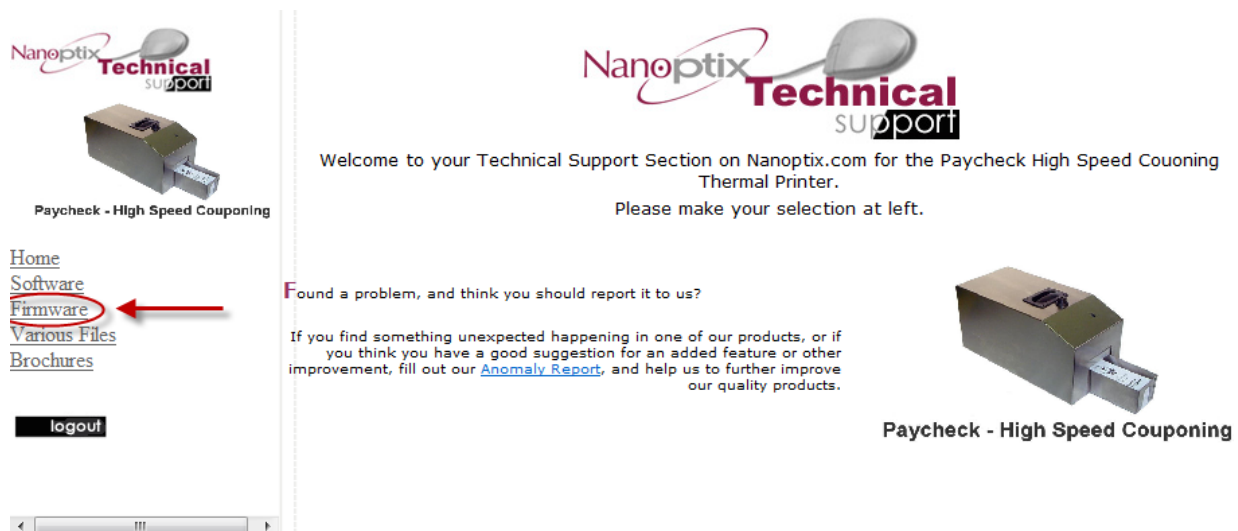 Nanoptix
Technical
support
Paycheck - High Speed Couponing
Home
Software
Firmware
Various Files
Brochures
logout
Nanoptix
Technical
support
Welcome to your Technical Support Section on Nanoptix.com for the Paycheck High Speed Couoning
Thermal Printer.
Please make your selection at left.
Found a problem, and think you should report it to us?
If you find something unexpected happening in one of our products, or if
you think you have a good suggestion for an added feature or other
improvement, fill out our Anomaly Report, and help us to further improve
our quality products.
Paycheck - High Speed Couponing